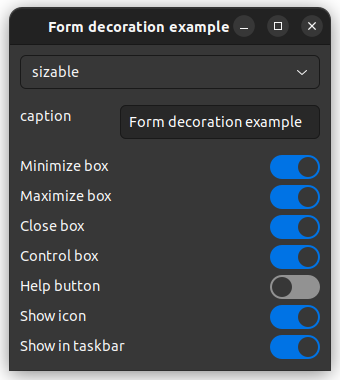 Form decoration example
sizable
caption
Form decoration example
Minimize box
Maximize box
Close box
Control box
Help button
Show icon
Show in taskbar